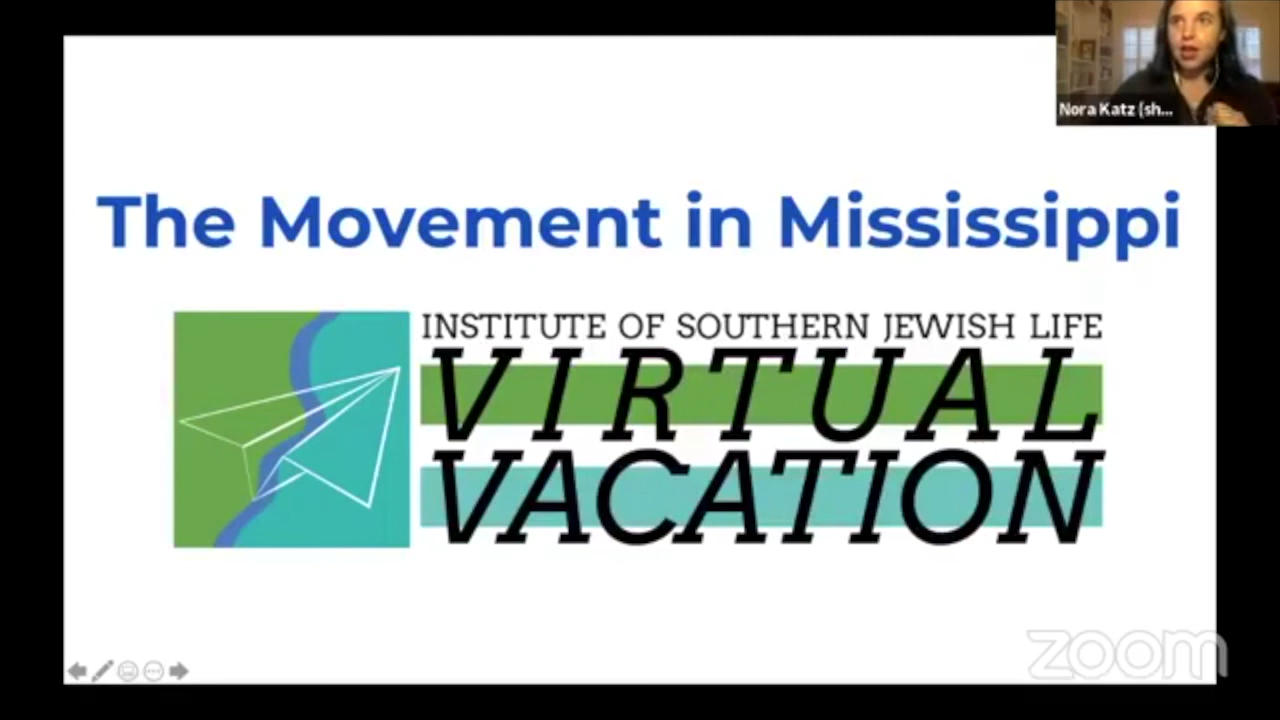 Nora Katz (sh...
The Movement in Mississippi
INSTITUTE OF SOUTHERN JEWISH LIFE
VIRTUAL
VACATION
zoom